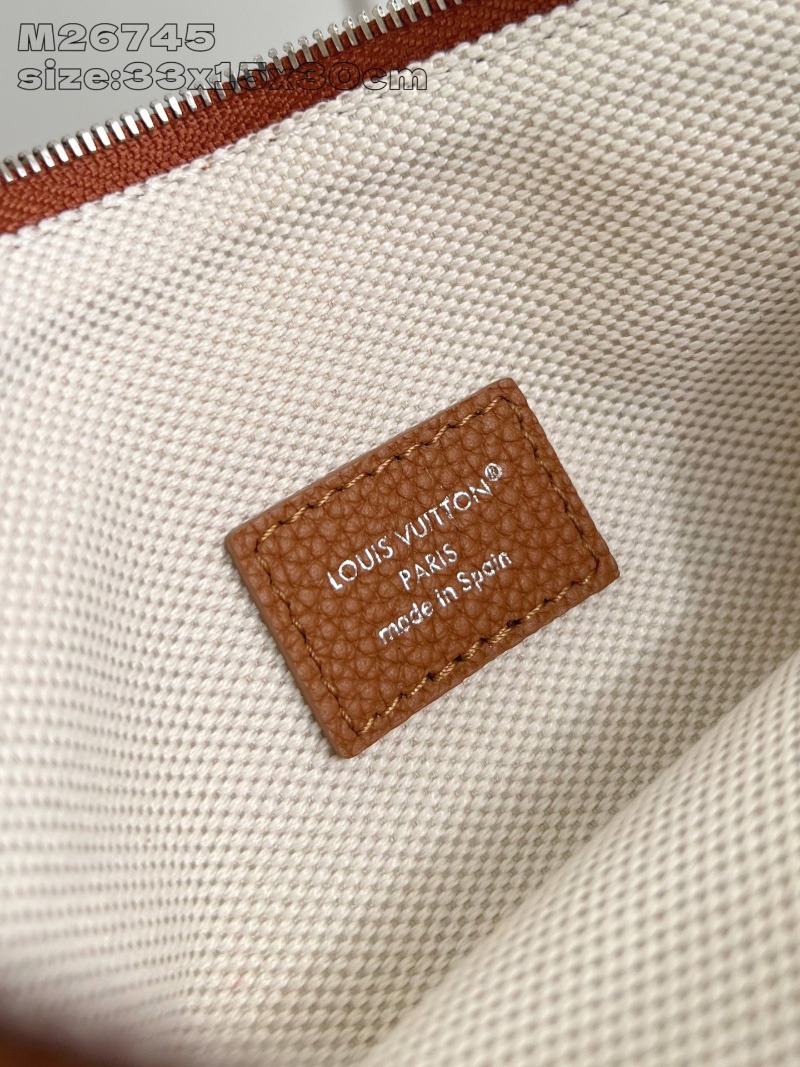 M26745
size:33x15x30cm
LOUIS VUITTON®
PARIS
made in Spain